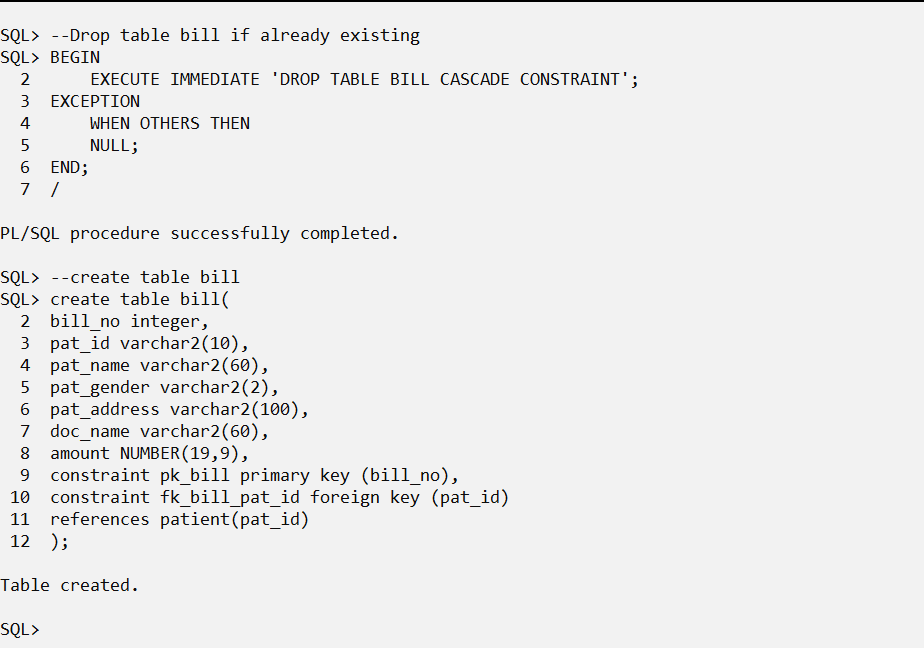 SQL> --Drop table bill if already existing
SQL> BEGIN
  2      EXECUTE IMMEDIATE 'DROP TABLE BILL CASCADE CONSTRAINT';
  3  EXCEPTION
  4      WHEN OTHERS THEN
  5      NULL;
  6  END;
  7  /
PL/SQL procedure successfully completed.
SQL> --create table bill
SQL> create table bill(
  2  bill_no integer,
  3  pat_id varchar2(10),
  4  pat_name varchar2(60),
  5  pat_gender varchar2(2),
  6  pat_address varchar2(100),
  7  doc_name varchar2(60),
  8  amount NUMBER(19,9),
  9  constraint pk_bill primary key (bill_no),
 10  constraint fk_bill_pat_id foreign key (pat_id)
 11  references patient(pat_id)
 12  );
Table created.
SQL>